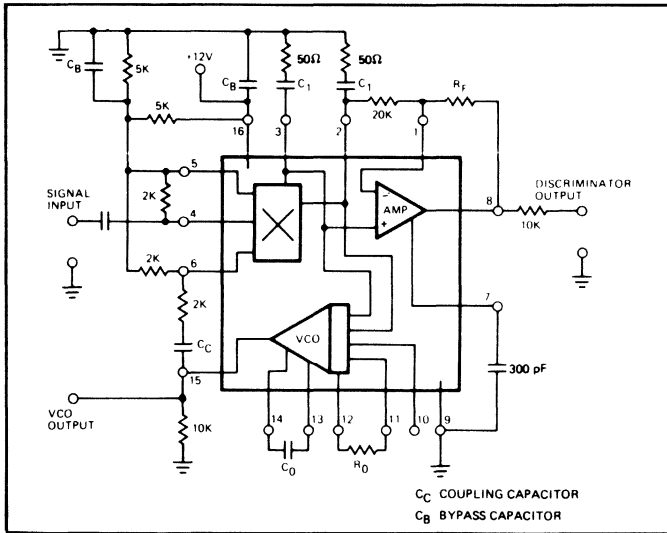 +12V
50Ω
50Ω
C_B
5K
C_B
C_1
C_1
R_F
5K
20K
16
3
2
1
SIGNAL
INPUT
5
2K
4
AMP
−
+
8
DISCRIMINATOR
OUTPUT
10K
2K
6
2K
7
VCO
C_C
300 pF
15
VCO
OUTPUT
14
13
12
11
10
9
10K
C_0
R_0
C_C COUPLING CAPACITOR
C_B BYPASS CAPACITOR